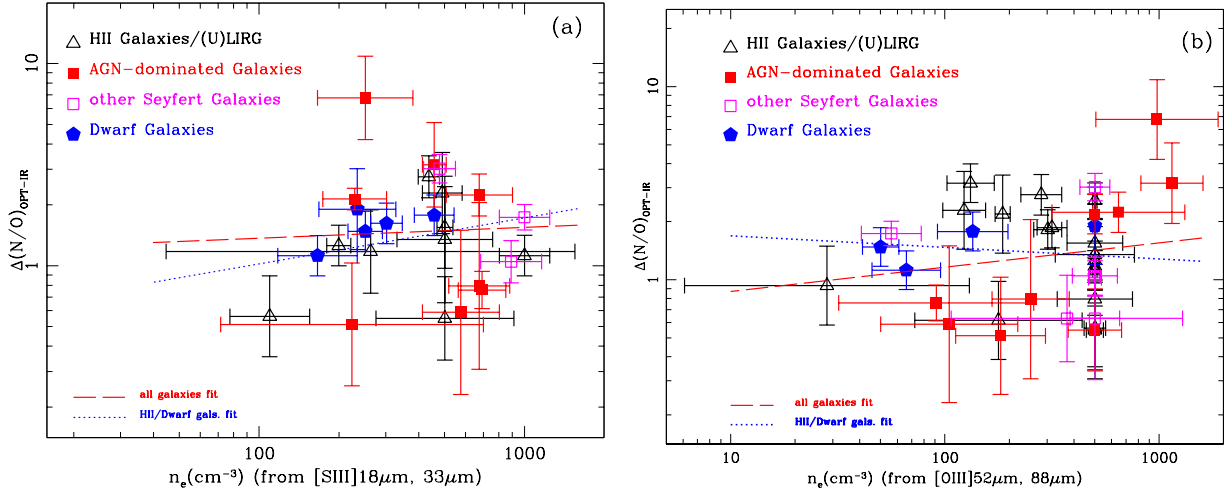 (a)
HII Galaxies/(U)LIRG
AGN-dominated Galaxies
other Seyfert Galaxies
Dwarf Galaxies
10
1
Δ(N/O)OPT-IR
all galaxies fit
HII/Dwarf gals. fit
100 1000
ne(cm−3) (from [SIII]18μm, 33μm)
(b)
HII Galaxies/(U)LIRG
AGN-dominated Galaxies
other Seyfert Galaxies
Dwarf Galaxies
10
1
Δ(N/O)OPT-IR
all galaxies fit
HII/Dwarf gals. fit
10 100 1000
ne(cm−3) (from [OIII]52μm, 88μm)